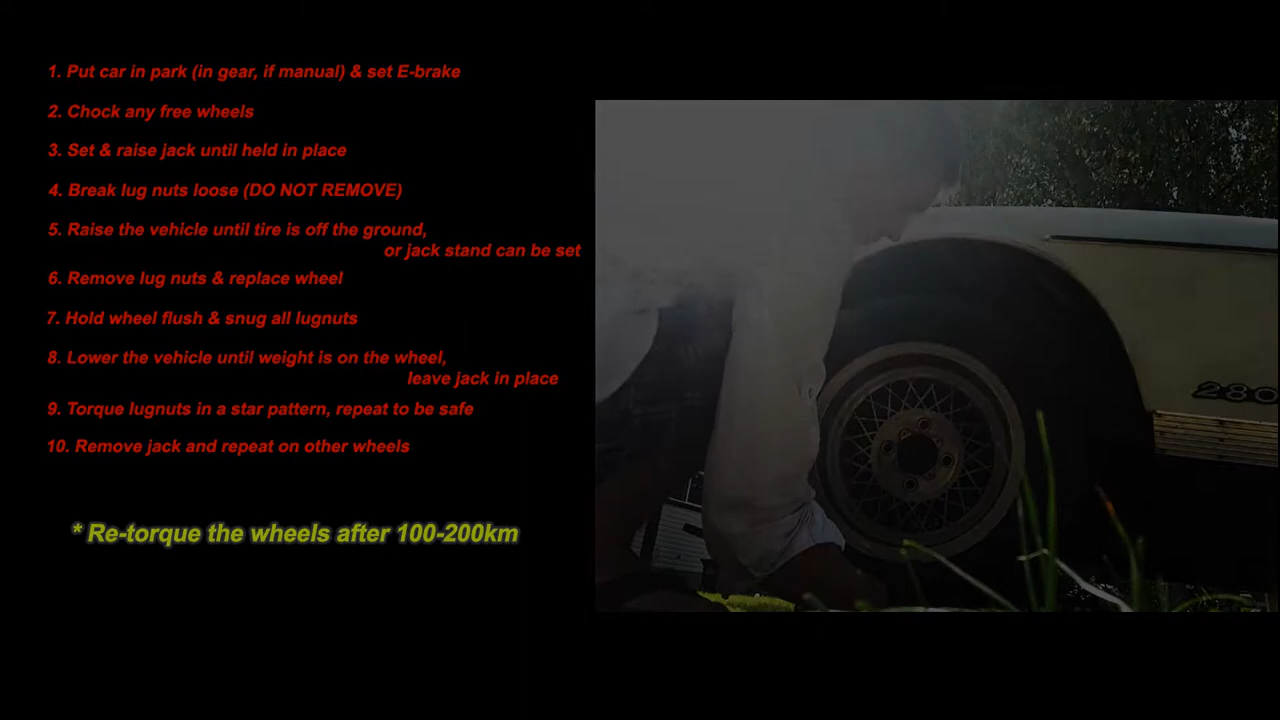 1. Put car in park (in gear, if manual) & set E-brake
2. Chock any free wheels
3. Set & raise jack until held in place
4. Break lug nuts loose (DO NOT REMOVE)
5. Raise the vehicle until tire is off the ground,
or jack stand can be set
6. Remove lug nuts & replace wheel
7. Hold wheel flush & snug all lugnuts
8. Lower the vehicle until weight is on the wheel,
leave jack in place
9. Torque lugnuts in a star pattern, repeat to be safe
10. Remove jack and repeat on other wheels
* Re-torque the wheels after 100-200km
280